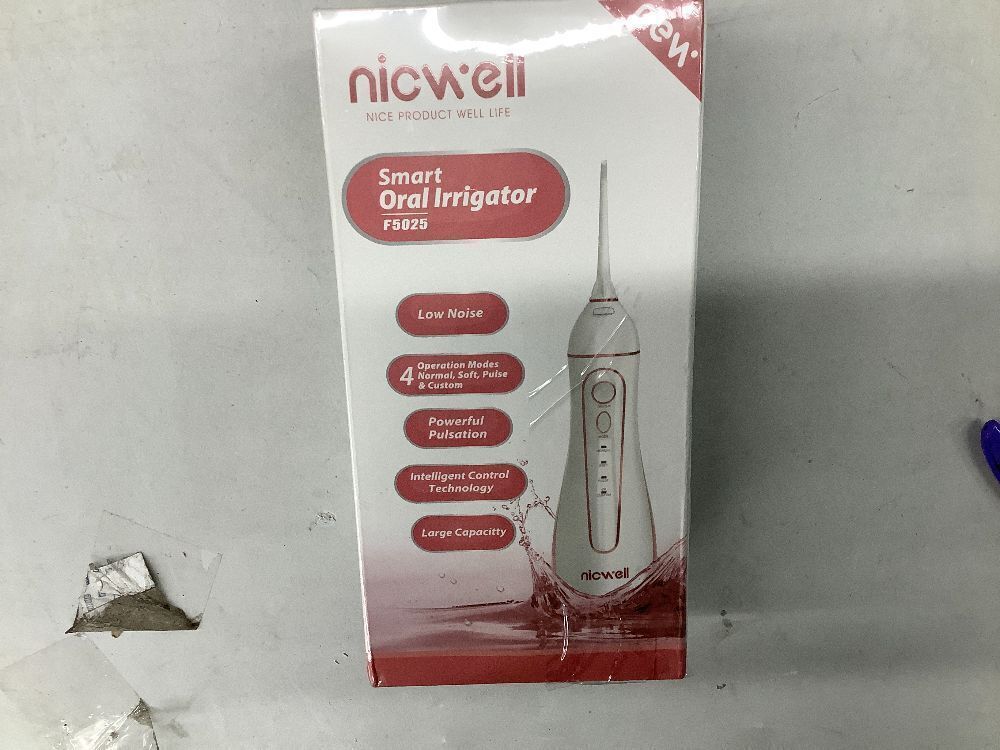 new
nicwell
NICE PRODUCT WELL LIFE
Smart
Oral Irrigator
F5025
Low Noise
4 Operation Modes
Normal, Soft, Pulse
& Custom
Powerful
Pulsation
Intelligent Control
Technology
Large Capacitty
nicwell